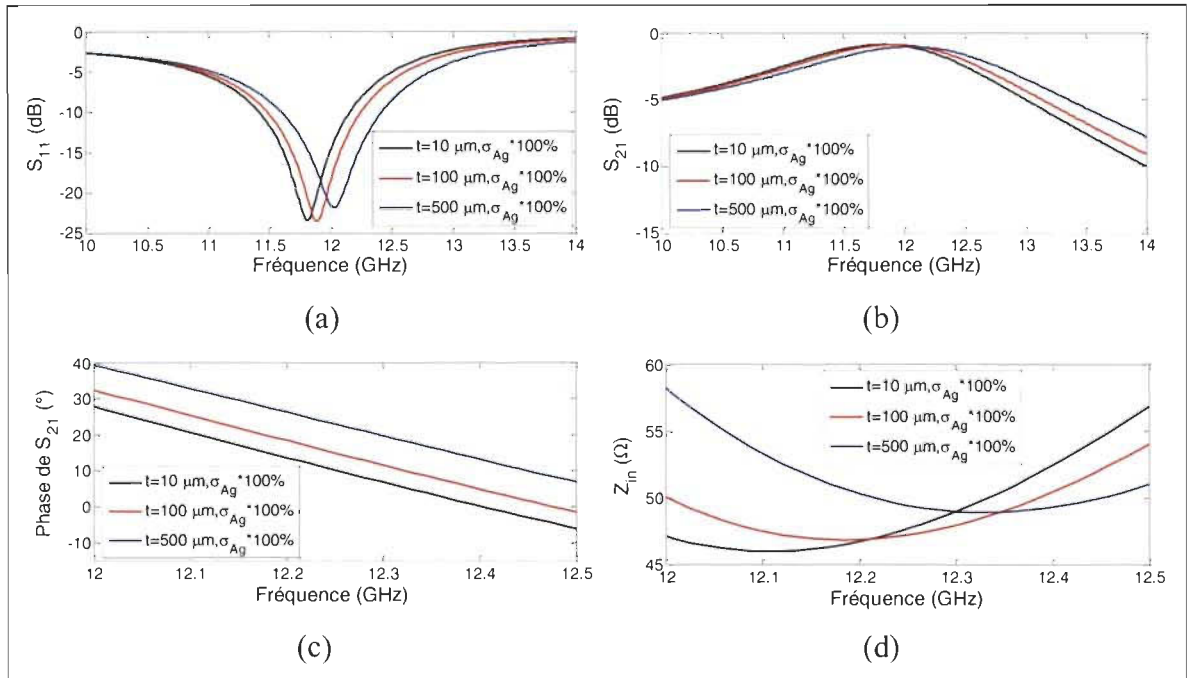 0
-5
-10
-15
-20
-25
S11 (dB)
t=10 µm,σAg*100%
t=100 µm,σAg*100%
t=500 µm,σAg*100%
10 10.5 11 11.5 12 12.5 13 13.5 14
Fréquence (GHz)
(a)
0
-5
-10
-15
S21 (dB)
t=10 µm,σAg*100%
t=100 µm,σAg*100%
t=500 µm,σAg*100%
10 10.5 11 11.5 12 12.5 13 13.5 14
Fréquence (GHz)
(b)
40
30
20
10
0
-10
Phase de S21 (°)
t=10 µm,σAg*100%
t=100 µm,σAg*100%
t=500 µm,σAg*100%
12 12.1 12.2 12.3 12.4 12.5
Fréquence (GHz)
(c)
60
55
50
45
Zin (Ω)
t=10 µm,σAg*100%
t=100 µm,σAg*100%
t=500 µm,σAg*100%
12 12.1 12.2 12.3 12.4 12.5
Fréquence (GHz)
(d)